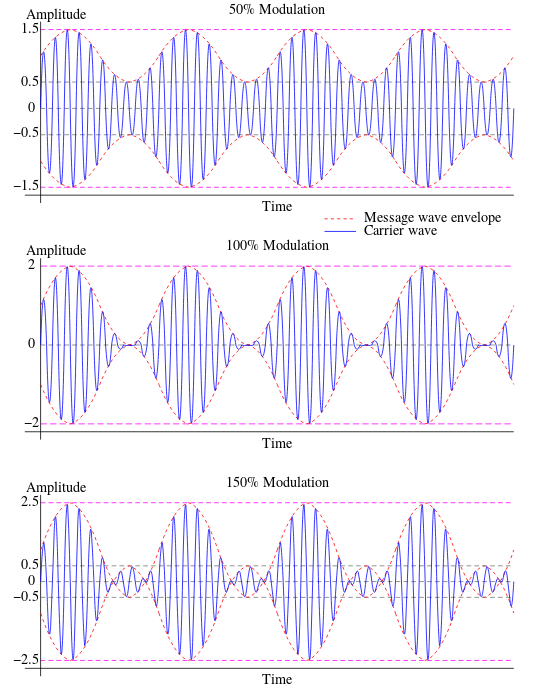 50% Modulation
Amplitude
1.5
0.5
0
−0.5
−1.5
Time
Message wave envelope
Carrier wave
100% Modulation
Amplitude
2
0
−2
Time
150% Modulation
Amplitude
2.5
0.5
0
−0.5
−2.5
Time